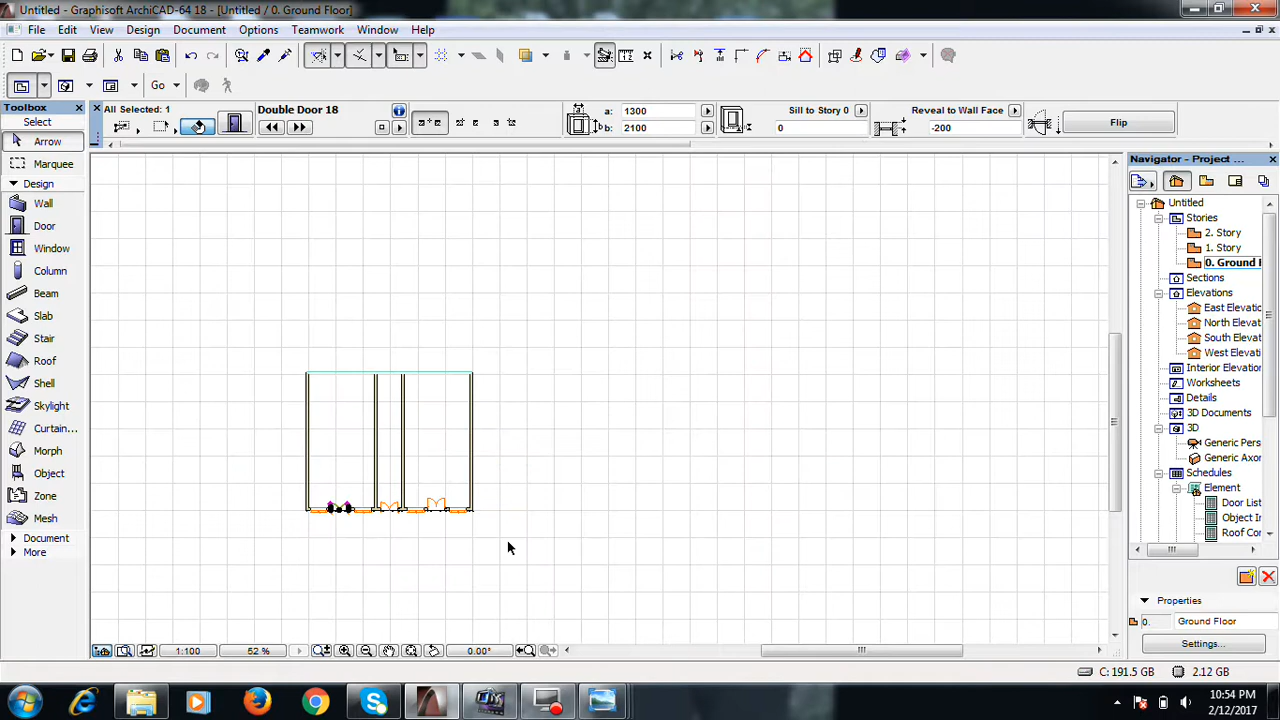 Untitled - Graphisoft ArchiCAD-64 18 - [Untitled / 0. Ground Floor]
File Edit View Design Document Options Teamwork Window Help
Go
Toolbox
Select
Arrow
Marquee
Design
Wall
Door
Window
Column
Beam
Slab
Stair
Roof
Shell
Skylight
Curtain...
Morph
Object
Zone
Mesh
Document
More
All Selected: 1
Double Door 18
a: 1300
b: 2100
Sill to Story 0
0
Reveal to Wall Face
-200
Flip
Navigator - Project ...
Untitled
Stories
2. Story
1. Story
0. Ground F
Sections
Elevations
East Elevatio
North Elevat
South Elevat
West Elevati
Interior Elevation
Worksheets
Details
3D Documents
3D
Generic Pers
Generic Axon
Schedules
Element
Door List
Object In
Roof Con
Properties
0. Ground Floor
Settings...
1:100
52 %
0.00°
C: 191.5 GB
2.12 GB
10:54 PM
2/12/2017